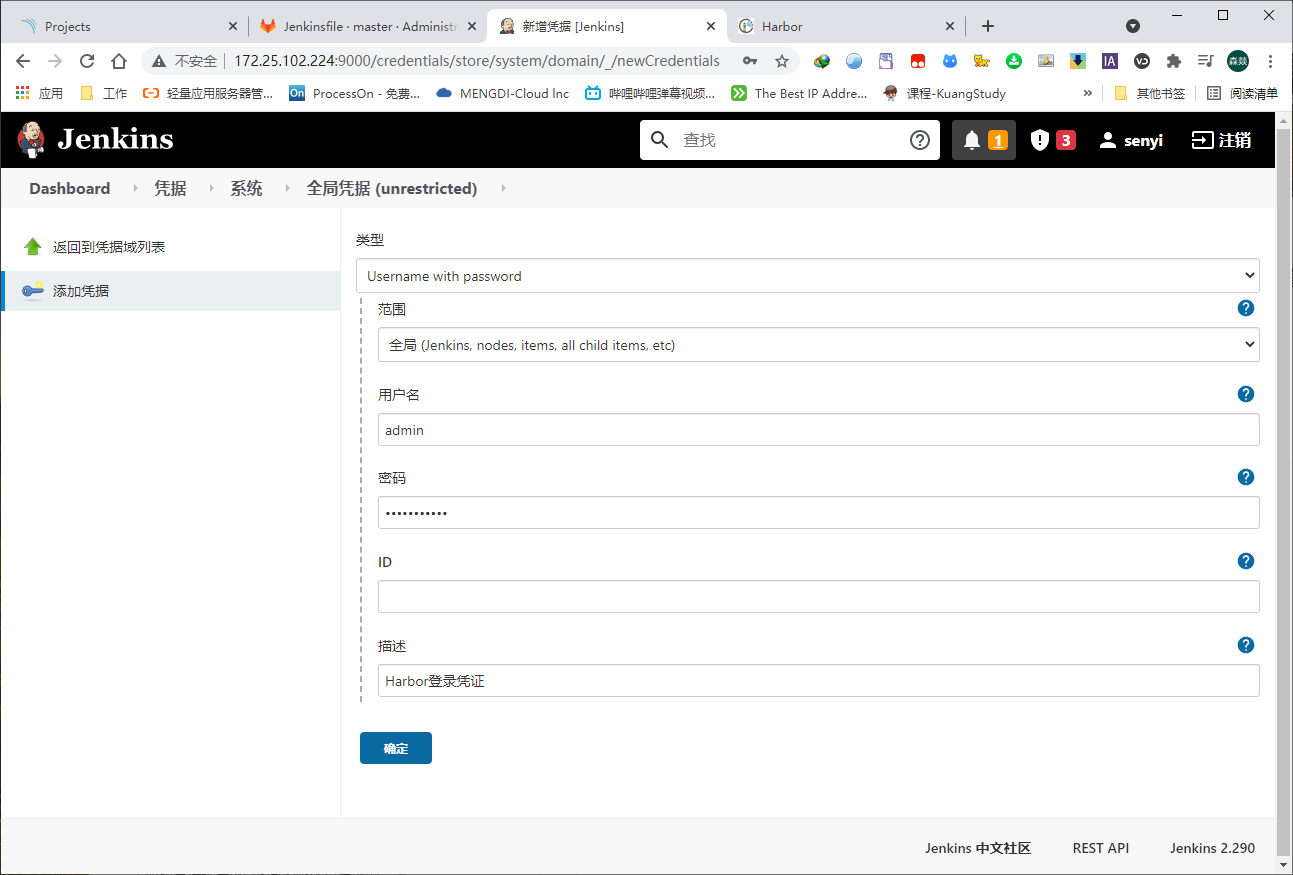 Projects
Jenkinsfile · master · Administr
新增凭据 [Jenkins]
Harbor
不安全 172.25.102.224:9000/credentials/store/system/domain/_/newCredentials
应用 工作 轻量应用服务器管... On ProcessOn - 免费... MENGDI-Cloud Inc 哔哩哔哩弹幕视频... The Best IP Addre... 课程-KuangStudy » 其他书签 阅读清单
Jenkins 查找 1 3 senyi 注销
Dashboard 凭据 系统 全局凭据 (unrestricted)
返回到凭据域列表
添加凭据
类型
Username with password
范围
全局 (Jenkins, nodes, items, all child items, etc)
用户名
admin
密码
•••••••••••
ID
描述
Harbor登录凭证
确定
Jenkins 中文社区 REST API Jenkins 2.290